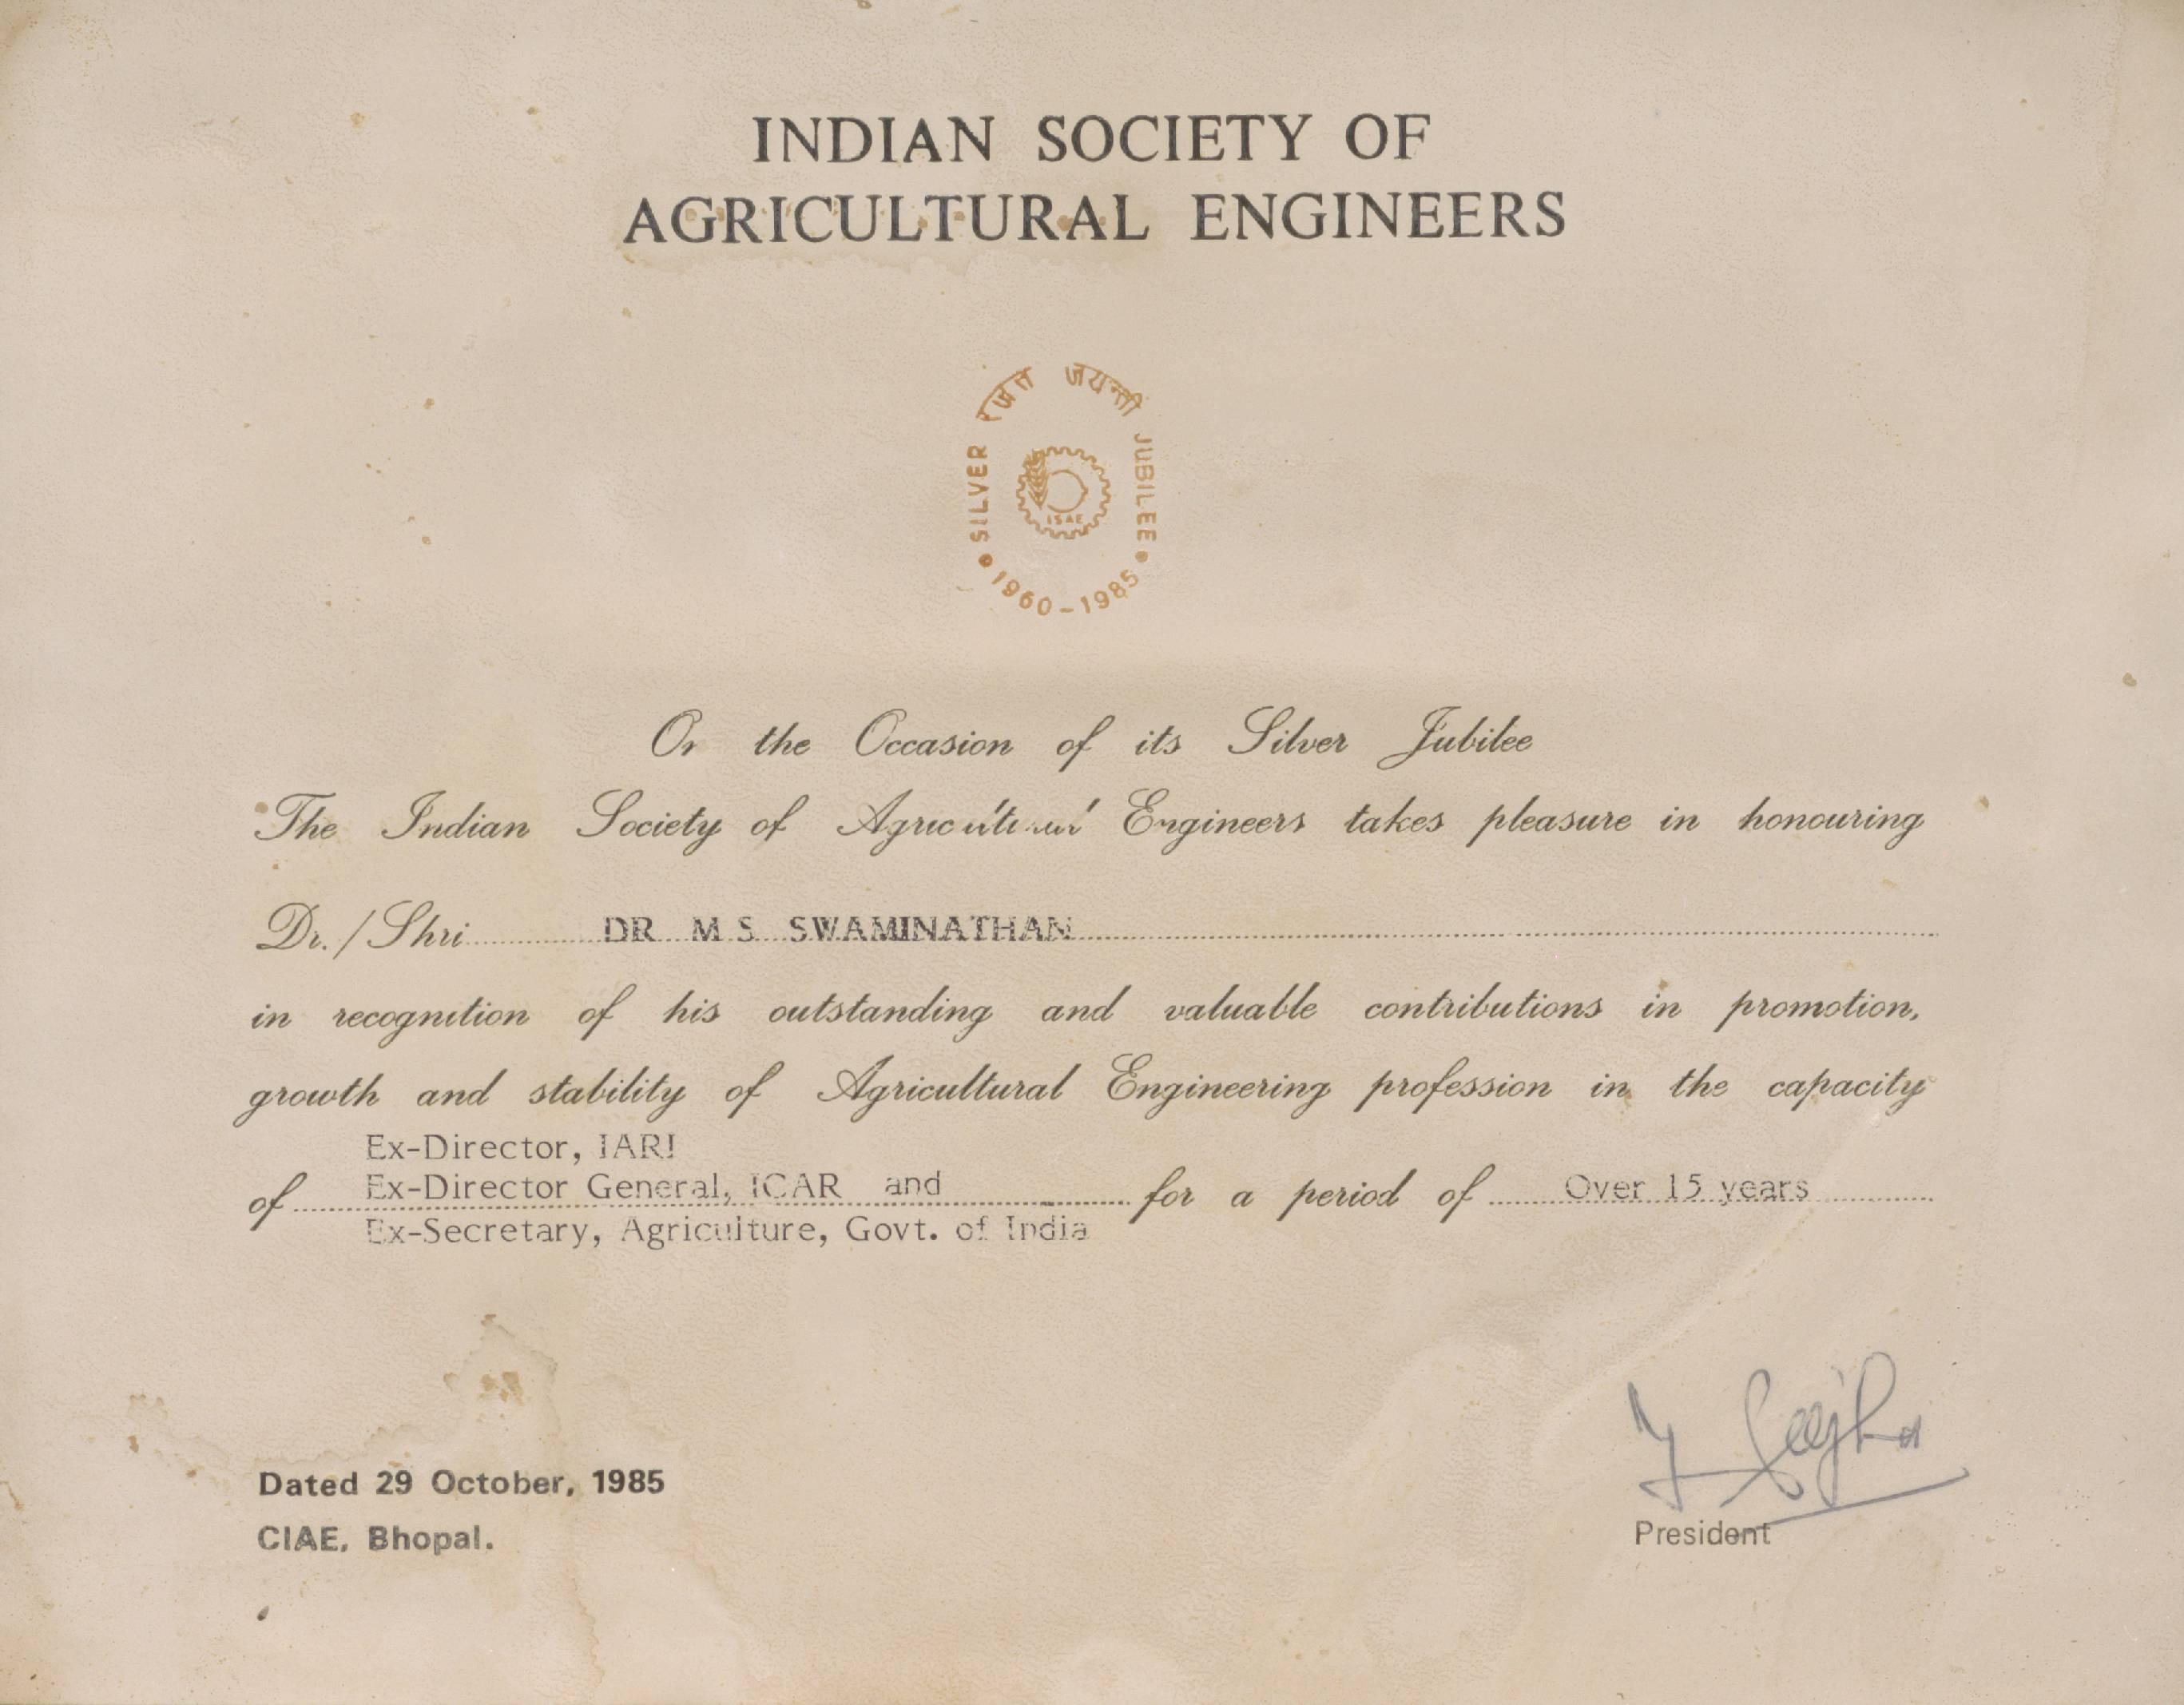 INDIAN SOCIETY OF
AGRICULTURAL ENGINEERS
रजत जयन्ती
SILVER JUBILEE
ISAE
• 1960-1985 •
On the Occasion of its Silver Jubilee
The Indian Society of Agricultural Engineers takes pleasure in honouring
Dr./Shri DR M S SWAMINATHAN
in recognition of his outstanding and valuable contributions in promotion,
growth and stability of Agricultural Engineering profession in the capacity
Ex-Director, IARI
of Ex-Director General, ICAR and for a period of Over 15 years
Ex-Secretary, Agriculture, Govt. of India
Dated 29 October, 1985
CIAE, Bhopal.
President